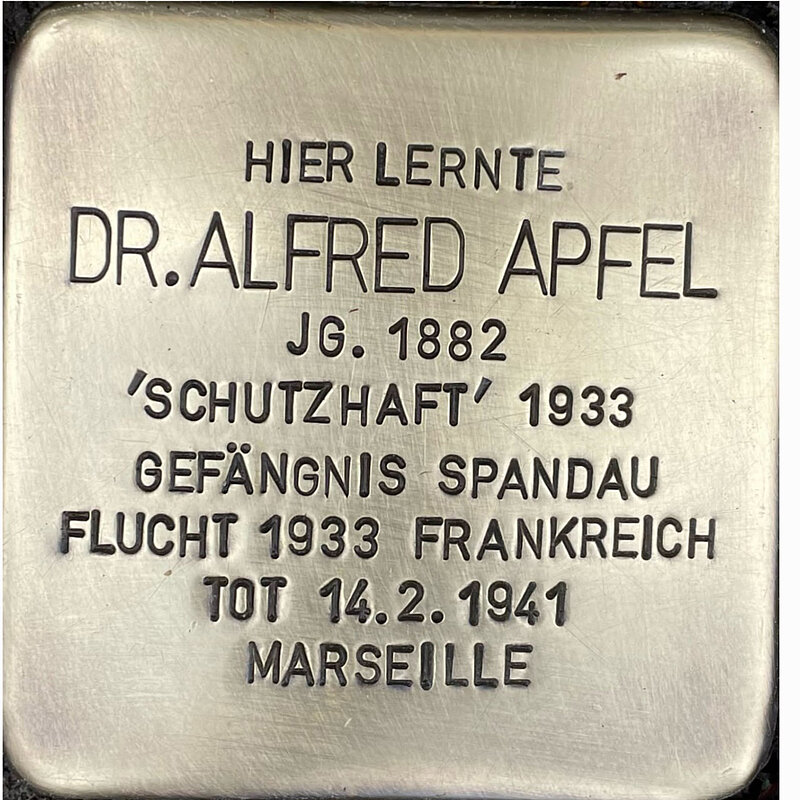 HIER LERNTE
DR. ALFRED APFEL
JG. 1882
'SCHUTZHAFT' 1933
GEFÄNGNIS SPANDAU
FLUCHT 1933 FRANKREICH
TOT 14.2.1941
MARSEILLE